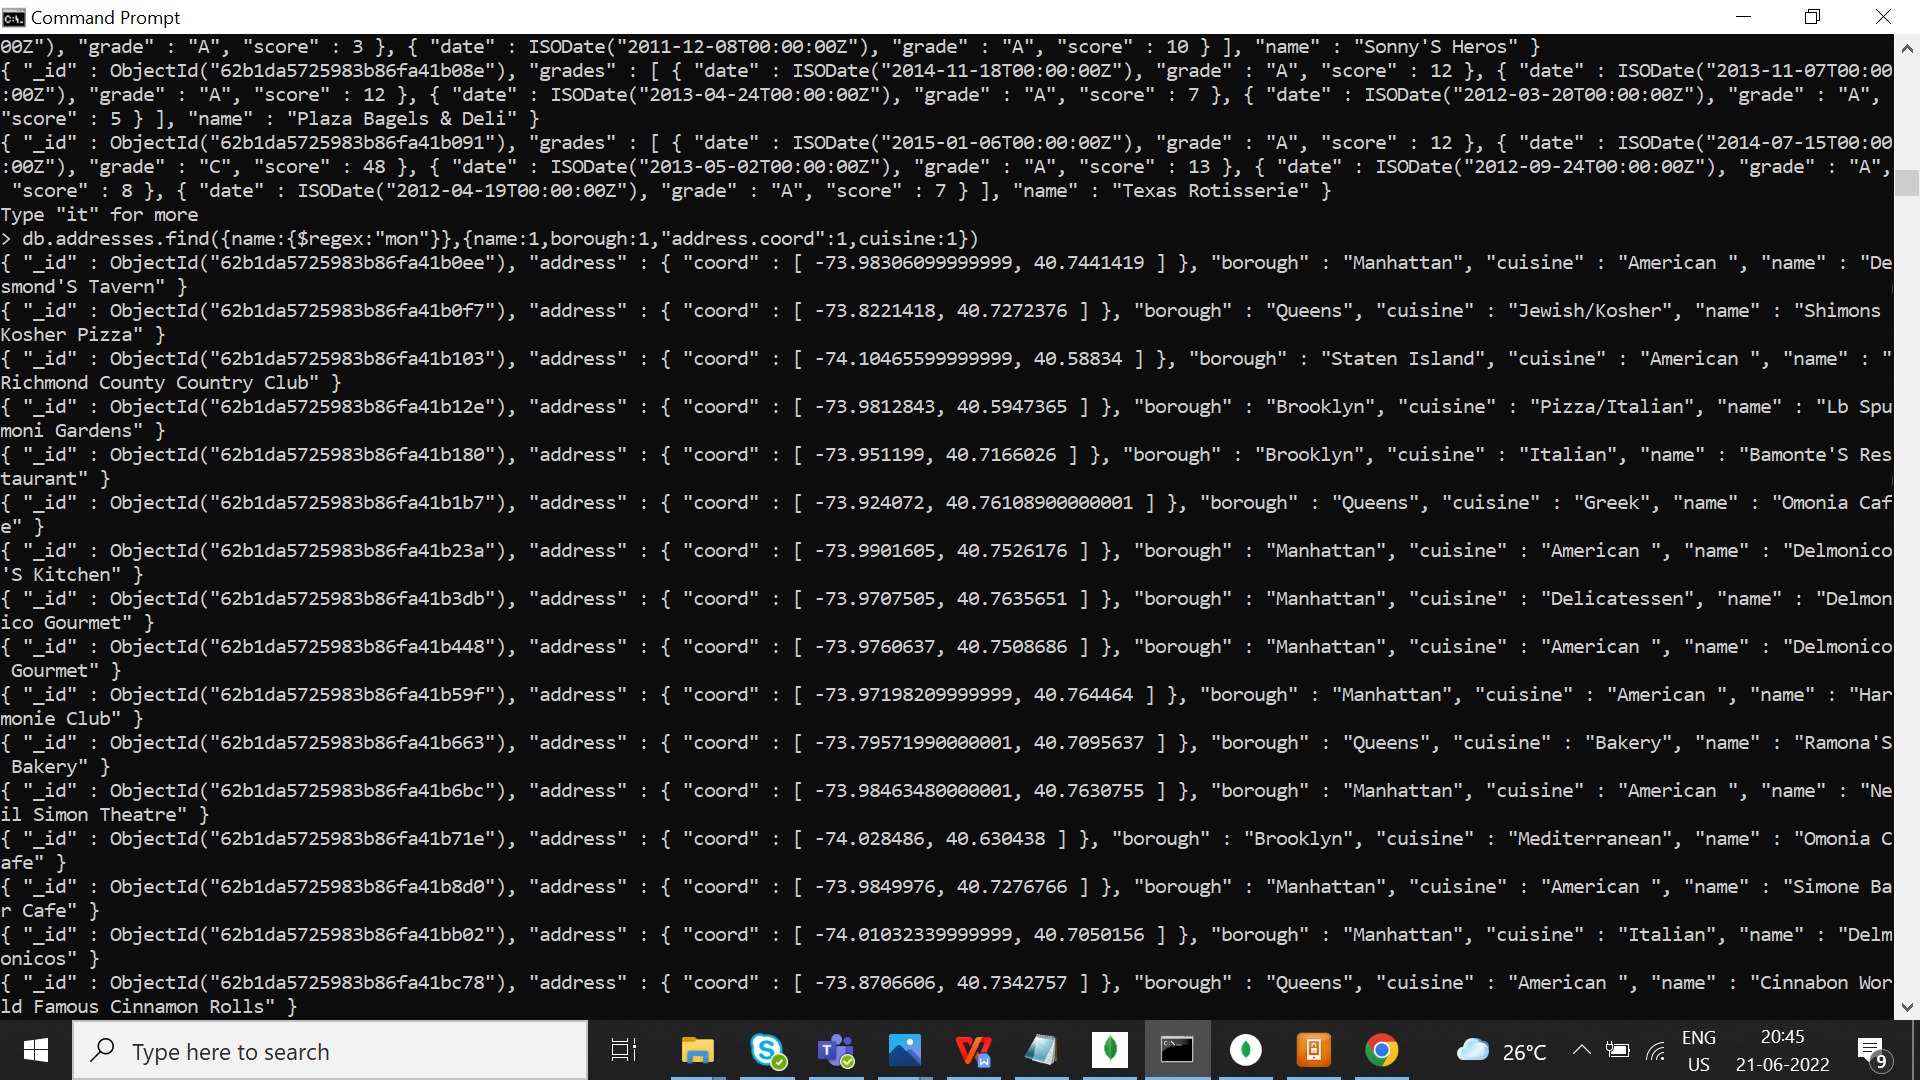 Command Prompt
00Z"), "grade" : "A", "score" : 3 }, { "date" : ISODate("2011-12-08T00:00:00Z"), "grade" : "A", "score" : 10 } ], "name" : "Sonny'S Heros" }
{ "_id" : ObjectId("62b1da5725983b86fa41b08e"), "grades" : [ { "date" : ISODate("2014-11-18T00:00:00Z"), "grade" : "A", "score" : 12 }, { "date" : ISODate("2013-11-07T00:00
:00Z"), "grade" : "A", "score" : 12 }, { "date" : ISODate("2013-04-24T00:00:00Z"), "grade" : "A", "score" : 7 }, { "date" : ISODate("2012-03-20T00:00:00Z"), "grade" : "A",
"score" : 5 } ], "name" : "Plaza Bagels & Deli" }
{ "_id" : ObjectId("62b1da5725983b86fa41b091"), "grades" : [ { "date" : ISODate("2015-01-06T00:00:00Z"), "grade" : "A", "score" : 12 }, { "date" : ISODate("2014-07-15T00:00
:00Z"), "grade" : "C", "score" : 48 }, { "date" : ISODate("2013-05-02T00:00:00Z"), "grade" : "A", "score" : 13 }, { "date" : ISODate("2012-09-24T00:00:00Z"), "grade" : "A",
"score" : 8 }, { "date" : ISODate("2012-04-19T00:00:00Z"), "grade" : "A", "score" : 7 } ], "name" : "Texas Rotisserie" }
Type "it" for more
> db.addresses.find({name:{$regex:"mon"}},{name:1,borough:1,"address.coord":1,cuisine:1})
{ "_id" : ObjectId("62b1da5725983b86fa41b0ee"), "address" : { "coord" : [ -73.98306099999999, 40.7441419 ] }, "borough" : "Manhattan", "cuisine" : "American ", "name" : "De
smond'S Tavern" }
{ "_id" : ObjectId("62b1da5725983b86fa41b0f7"), "address" : { "coord" : [ -73.8221418, 40.7272376 ] }, "borough" : "Queens", "cuisine" : "Jewish/Kosher", "name" : "Shimons
Kosher Pizza" }
{ "_id" : ObjectId("62b1da5725983b86fa41b103"), "address" : { "coord" : [ -74.10465599999999, 40.58834 ] }, "borough" : "Staten Island", "cuisine" : "American ", "name" : "
Richmond County Country Club" }
{ "_id" : ObjectId("62b1da5725983b86fa41b12e"), "address" : { "coord" : [ -73.9812843, 40.5947365 ] }, "borough" : "Brooklyn", "cuisine" : "Pizza/Italian", "name" : "Lb Spu
moni Gardens" }
{ "_id" : ObjectId("62b1da5725983b86fa41b180"), "address" : { "coord" : [ -73.951199, 40.7166026 ] }, "borough" : "Brooklyn", "cuisine" : "Italian", "name" : "Bamonte'S Res
taurant" }
{ "_id" : ObjectId("62b1da5725983b86fa41b1b7"), "address" : { "coord" : [ -73.924072, 40.76108900000001 ] }, "borough" : "Queens", "cuisine" : "Greek", "name" : "Omonia Caf
e" }
{ "_id" : ObjectId("62b1da5725983b86fa41b23a"), "address" : { "coord" : [ -73.9901605, 40.7526176 ] }, "borough" : "Manhattan", "cuisine" : "American ", "name" : "Delmonico
'S Kitchen" }
{ "_id" : ObjectId("62b1da5725983b86fa41b3db"), "address" : { "coord" : [ -73.9707505, 40.7635651 ] }, "borough" : "Manhattan", "cuisine" : "Delicatessen", "name" : "Delmon
ico Gourmet" }
{ "_id" : ObjectId("62b1da5725983b86fa41b448"), "address" : { "coord" : [ -73.9760637, 40.7508686 ] }, "borough" : "Manhattan", "cuisine" : "American ", "name" : "Delmonico
 Gourmet" }
{ "_id" : ObjectId("62b1da5725983b86fa41b59f"), "address" : { "coord" : [ -73.97198209999999, 40.764464 ] }, "borough" : "Manhattan", "cuisine" : "American ", "name" : "Har
monie Club" }
{ "_id" : ObjectId("62b1da5725983b86fa41b663"), "address" : { "coord" : [ -73.79571990000001, 40.7095637 ] }, "borough" : "Queens", "cuisine" : "Bakery", "name" : "Ramona'S
 Bakery" }
{ "_id" : ObjectId("62b1da5725983b86fa41b6bc"), "address" : { "coord" : [ -73.98463480000001, 40.7630755 ] }, "borough" : "Manhattan", "cuisine" : "American ", "name" : "Ne
il Simon Theatre" }
{ "_id" : ObjectId("62b1da5725983b86fa41b71e"), "address" : { "coord" : [ -74.028486, 40.630438 ] }, "borough" : "Brooklyn", "cuisine" : "Mediterranean", "name" : "Omonia C
afe" }
{ "_id" : ObjectId("62b1da5725983b86fa41b8d0"), "address" : { "coord" : [ -73.9849976, 40.7276766 ] }, "borough" : "Manhattan", "cuisine" : "American ", "name" : "Simone Ba
r Cafe" }
{ "_id" : ObjectId("62b1da5725983b86fa41bb02"), "address" : { "coord" : [ -74.01032339999999, 40.7050156 ] }, "borough" : "Manhattan", "cuisine" : "Italian", "name" : "Delm
onicos" }
{ "_id" : ObjectId("62b1da5725983b86fa41bc78"), "address" : { "coord" : [ -73.8706606, 40.7342757 ] }, "borough" : "Queens", "cuisine" : "American ", "name" : "Cinnabon Wor
ld Famous Cinnamon Rolls" }
Type here to search
26°C
ENG
US
20:45
21-06-2022
9